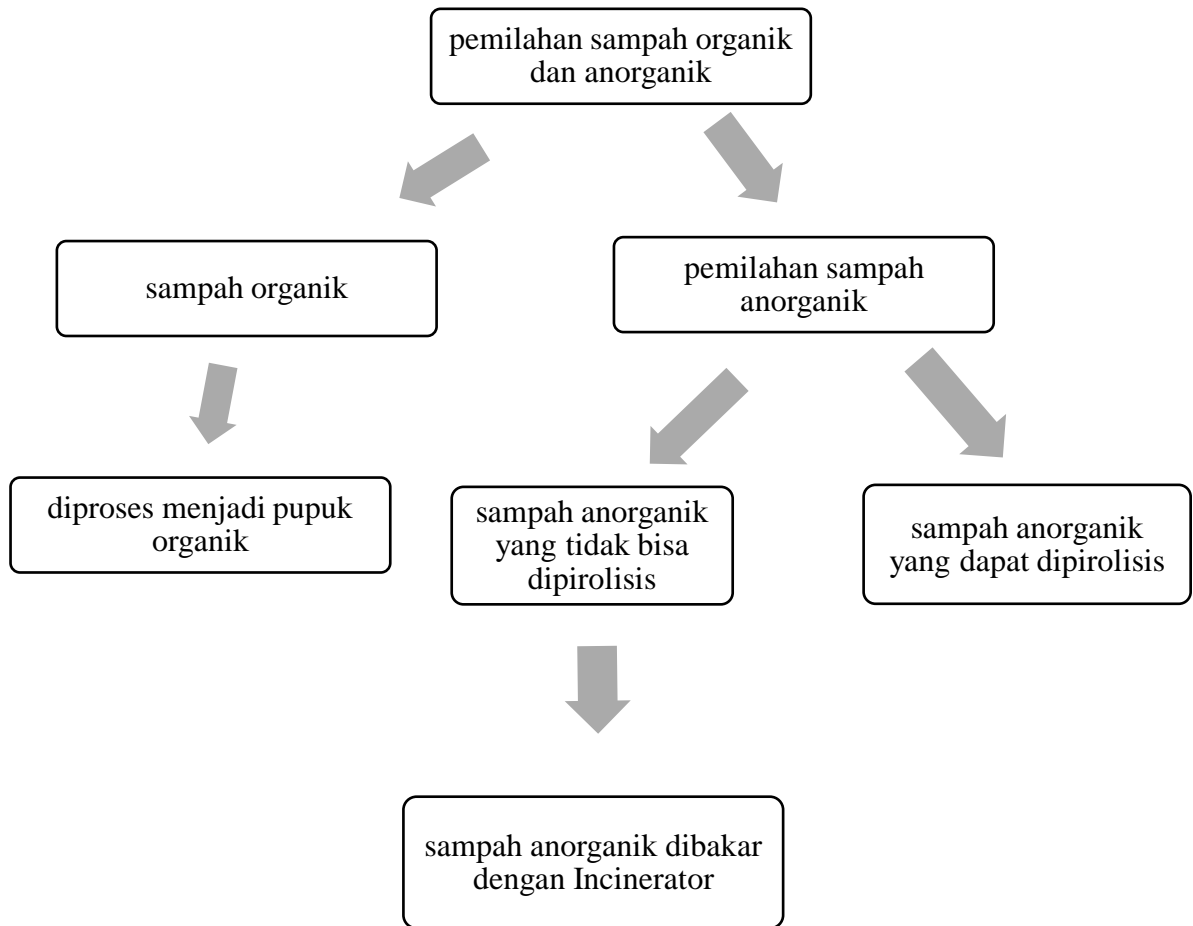 pemilahan sampah organik
dan anorganik
sampah organik
pemilahan sampah
anorganik
diproses menjadi pupuk
organik
sampah anorganik
yang tidak bisa
dipirolisis
sampah anorganik
yang dapat dipirolisis
sampah anorganik dibakar
dengan Incinerator